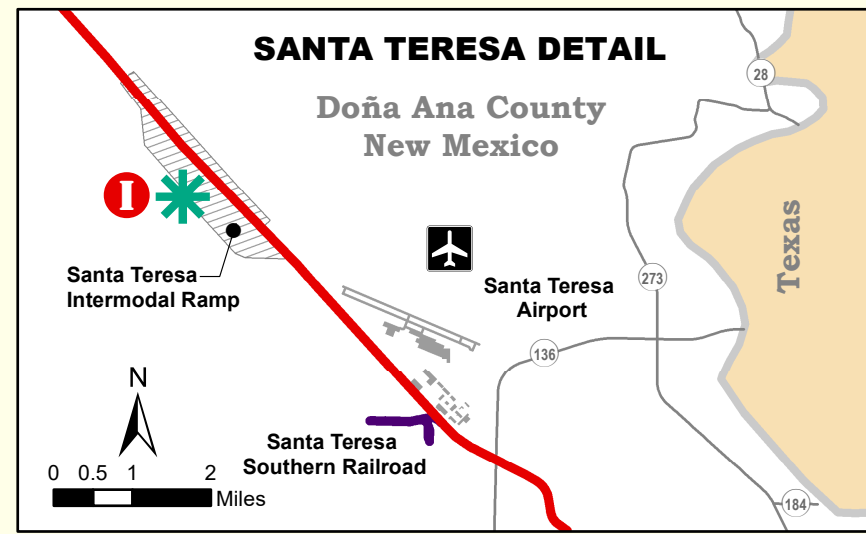 SANTA TERESA DETAIL
Doña Ana County
New Mexico
28
I
Texas
Santa Teresa
Intermodal Ramp
273
Santa Teresa
Airport
136
N
Santa Teresa
Southern Railroad
0 0.5 1 2
Miles
184